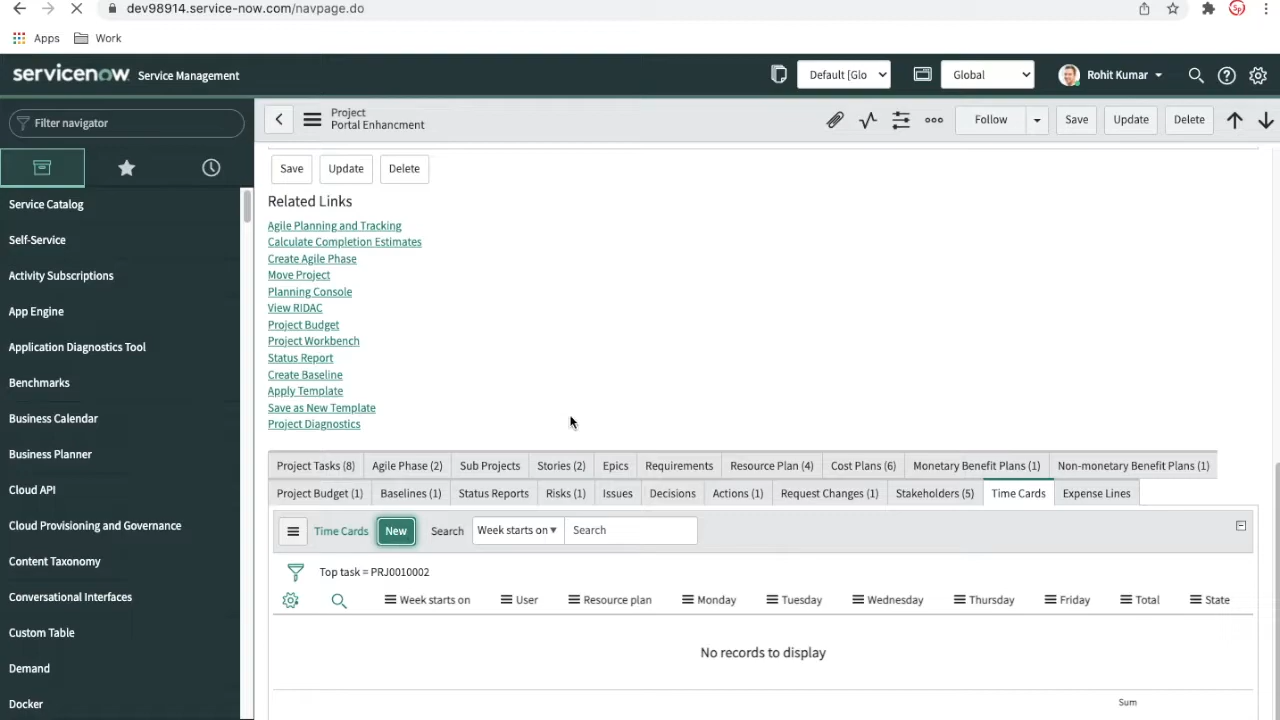 dev98914.service-now.com/navpage.do
Apps Work
servicenow Service Management Default [Glo Global Rohit Kumar
Filter navigator
Project
Portal Enhancment
Follow Save Update Delete
Service Catalog
Self-Service
Activity Subscriptions
App Engine
Application Diagnostics Tool
Benchmarks
Business Calendar
Business Planner
Cloud API
Cloud Provisioning and Governance
Content Taxonomy
Conversational Interfaces
Custom Table
Demand
Docker
Save Update Delete
Related Links
Agile Planning and Tracking
Calculate Completion Estimates
Create Agile Phase
Move Project
Planning Console
View RIDAC
Project Budget
Project Workbench
Status Report
Create Baseline
Apply Template
Save as New Template
Project Diagnostics
Project Tasks (8) Agile Phase (2) Sub Projects Stories (2) Epics Requirements Resource Plan (4) Cost Plans (6) Monetary Benefit Plans (1) Non-monetary Benefit Plans (1)
Project Budget (1) Baselines (1) Status Reports Risks (1) Issues Decisions Actions (1) Request Changes (1) Stakeholders (5) Time Cards Expense Lines
Time Cards New Search Week starts on Search
Top task = PRJ0010002
Week starts on User Resource plan Monday Tuesday Wednesday Thursday Friday Total State
No records to display
Sum